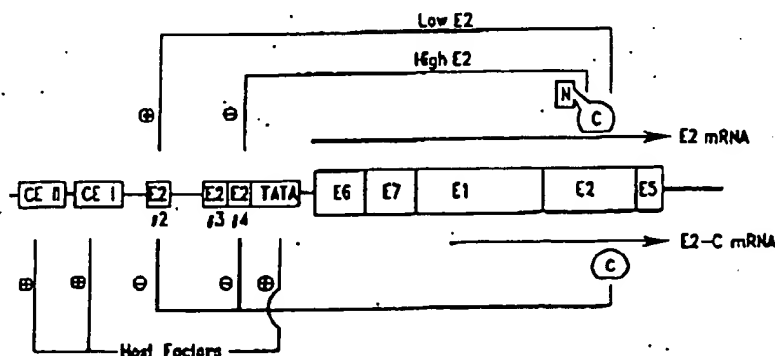 Low E2
High E2
⊕ ⊖ N C
E2 mRNA
CE II CE I E2 E2 E2 TATA E6 E7 E1 E2 E5
#2 #3 #4
E2-C mRNA
⊕ ⊕ ⊖ ⊖ ⊕ C
Host Factors